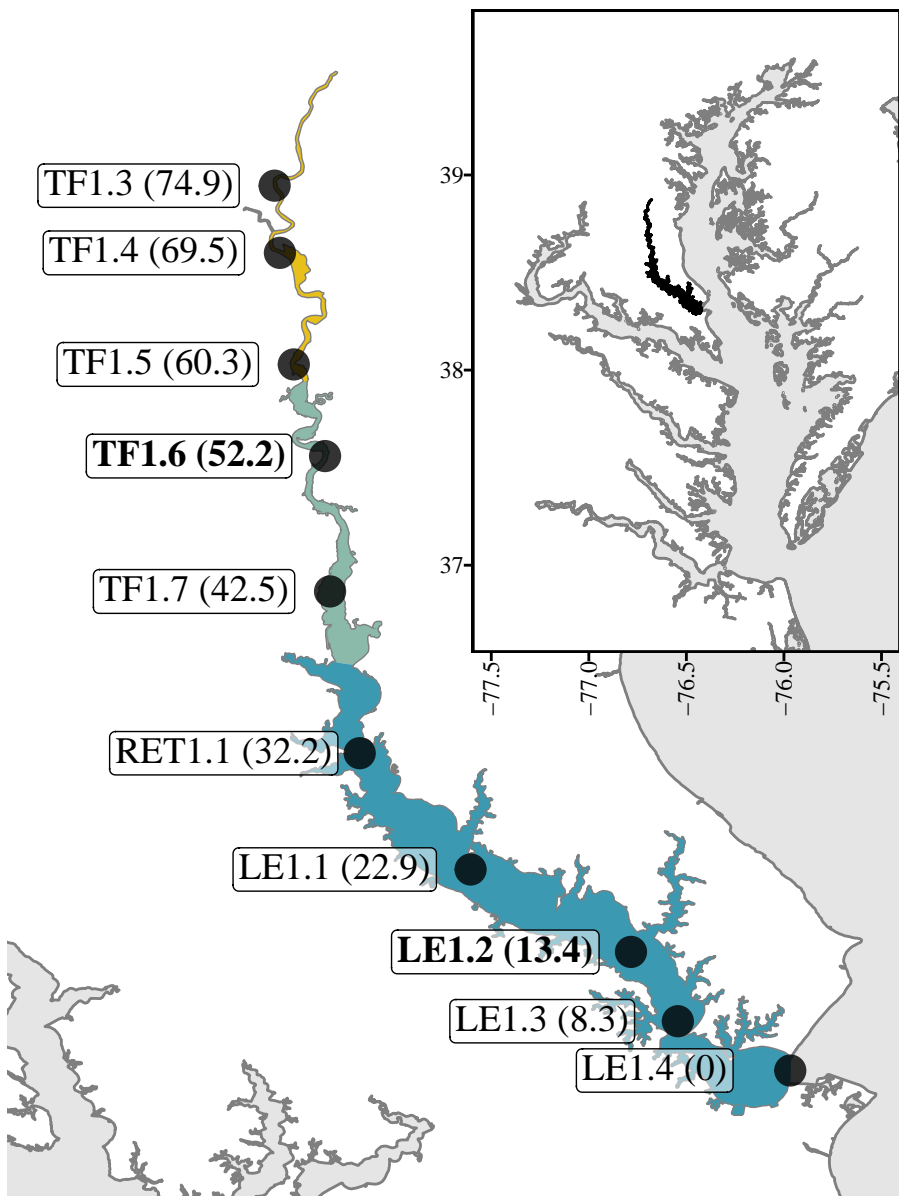 TF1.3 (74.9)
TF1.4 (69.5)
TF1.5 (60.3)
TF1.6 (52.2)
TF1.7 (42.5)
RET1.1 (32.2)
LE1.1 (22.9)
LE1.2 (13.4)
LE1.3 (8.3)
LE1.4 (0)
39
38
37
−77.5
−77.0
−76.5
−76.0
−75.5